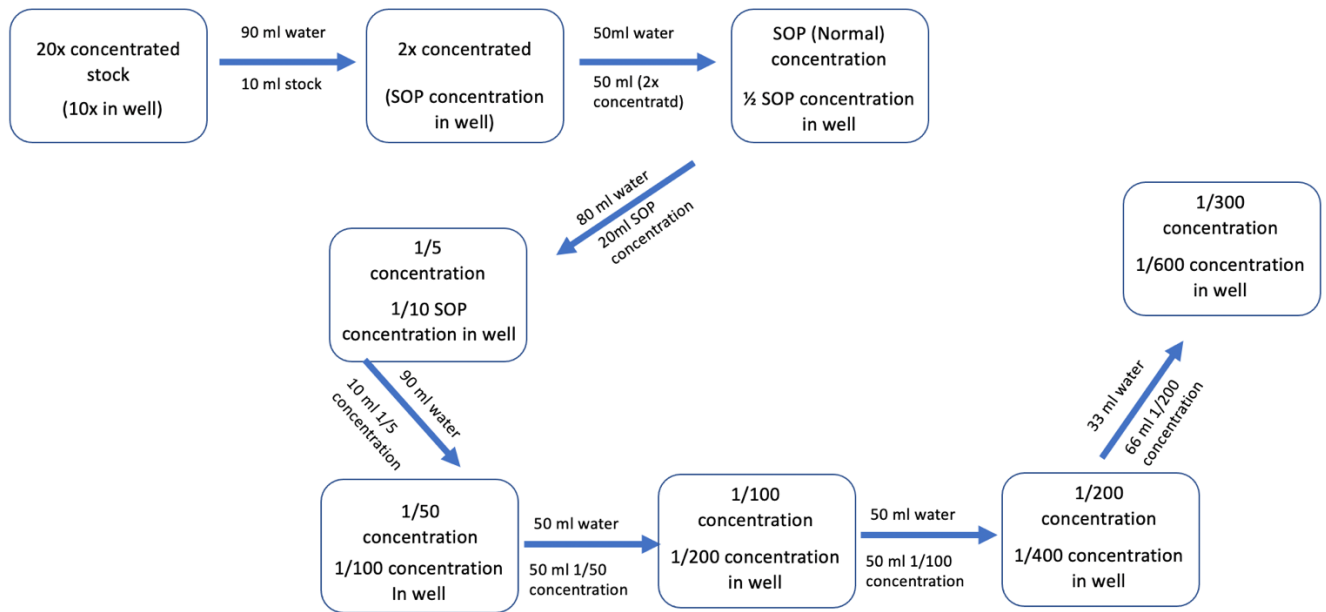 20x concentrated
stock
(10x in well)
90 ml water
10 ml stock
2x concentrated
(SOP concentration
in well)
50ml water
50 ml (2x
concentratd)
SOP (Normal)
concentration
½ SOP concentration
in well
80 ml water
20ml SOP
concentration
1/5
concentration
1/10 SOP
concentration in well
90 ml water
10 ml 1/5
concentration
1/50
concentration
1/100 concentration
In well
50 ml water
50 ml 1/50
concentration
1/100
concentration
1/200 concentration
in well
50 ml water
50 ml 1/100
concentration
1/200
concentration
1/400 concentration
in well
33 ml water
66 ml 1/200
concentration
1/300
concentration
1/600 concentration
in well